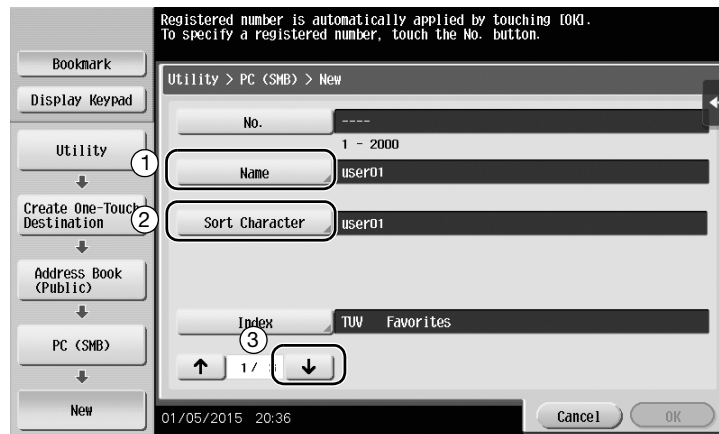 Registered number is automatically applied by touching [OK].
To specify a registered number, touch the No. button.
Bookmark
Display Keypad
Utility > PC (SMB) > New
No.
----
1 - 2000
Utility
1
Name
user01
Create One-Touch
Destination
2
Sort Character
user01
Address Book
(Public)
Index
TUV Favorites
3
PC (SMB)
1/
New
01/05/2015 20:36
Cancel
OK